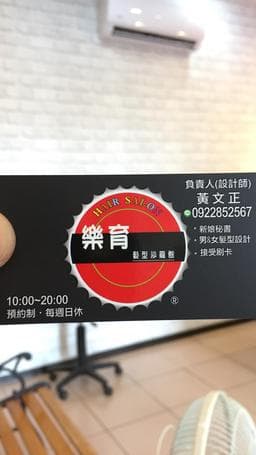 HAIR SALON
樂育
髮型沙龍館
負責人(設計師)
黃文正
0922852567
・新娘秘書
・男&女髮型設計
・接受刷卡
10:00~20:00
預約制・每週日休
®